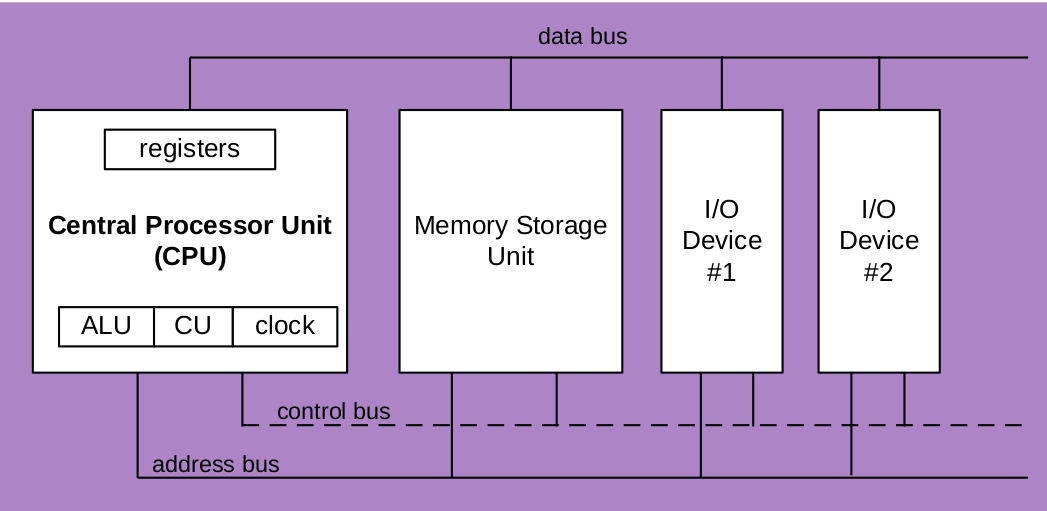 data bus
registers
Central Processor Unit
(CPU)
ALU
CU
clock
Memory Storage
Unit
I/O
Device
#1
I/O
Device
#2
control bus
address bus